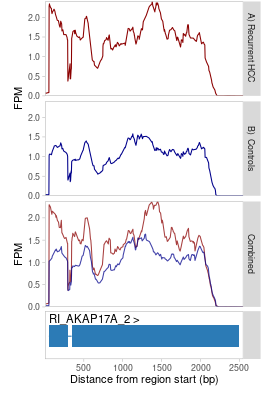 2.0
1.5
1.0
0.5
0.0
FPM
A) Recurrent HCC
2.0
1.5
1.0
0.5
0.0
FPM
B): Controls
2.0
1.5
1.0
0.5
0.0
FPM
Combined
RI_AKAP17A_2 >
500 1000 1500 2000 2500
Distance from region start (bp)